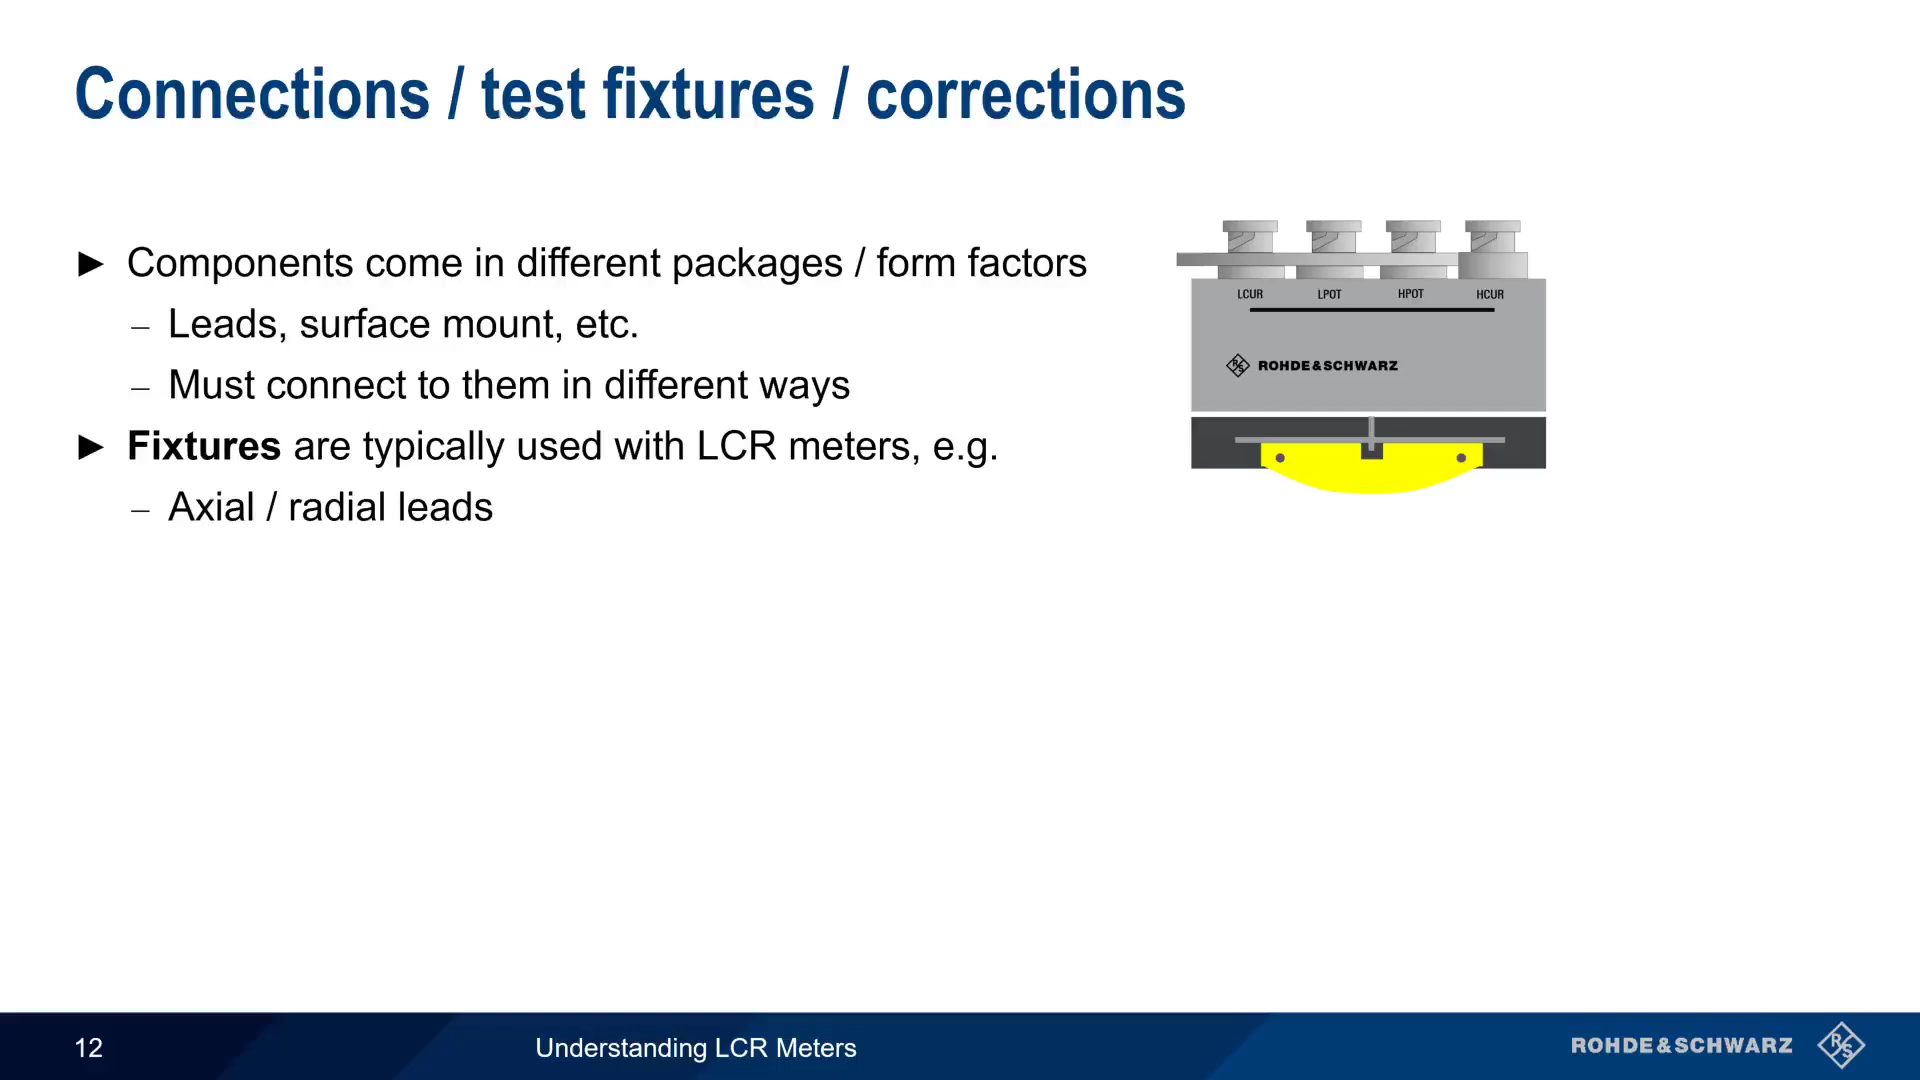 Connections / test fixtures / corrections
► Components come in different packages / form factors
– Leads, surface mount, etc.
– Must connect to them in different ways
► Fixtures are typically used with LCR meters, e.g.
– Axial / radial leads
LCUR LPOT HPOT HCUR
R&S ROHDE&SCHWARZ
12 Understanding LCR Meters ROHDE&SCHWARZ R&S